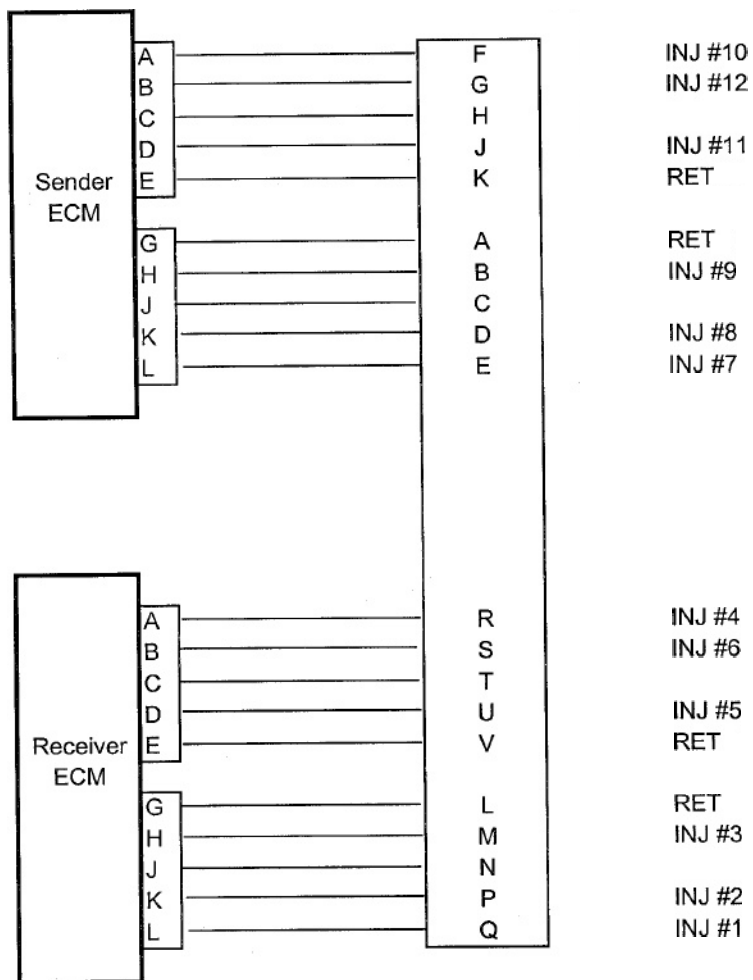 A F INJ #10
B G INJ #12
C H
D J INJ #11
E K RET
Sender
ECM
G A RET
H B INJ #9
J C
K D INJ #8
L E INJ #7
A R INJ #4
B S INJ #6
C T
D U INJ #5
E V RET
Receiver
ECM
G L RET
H M INJ #3
J N
K P INJ #2
L Q INJ #1